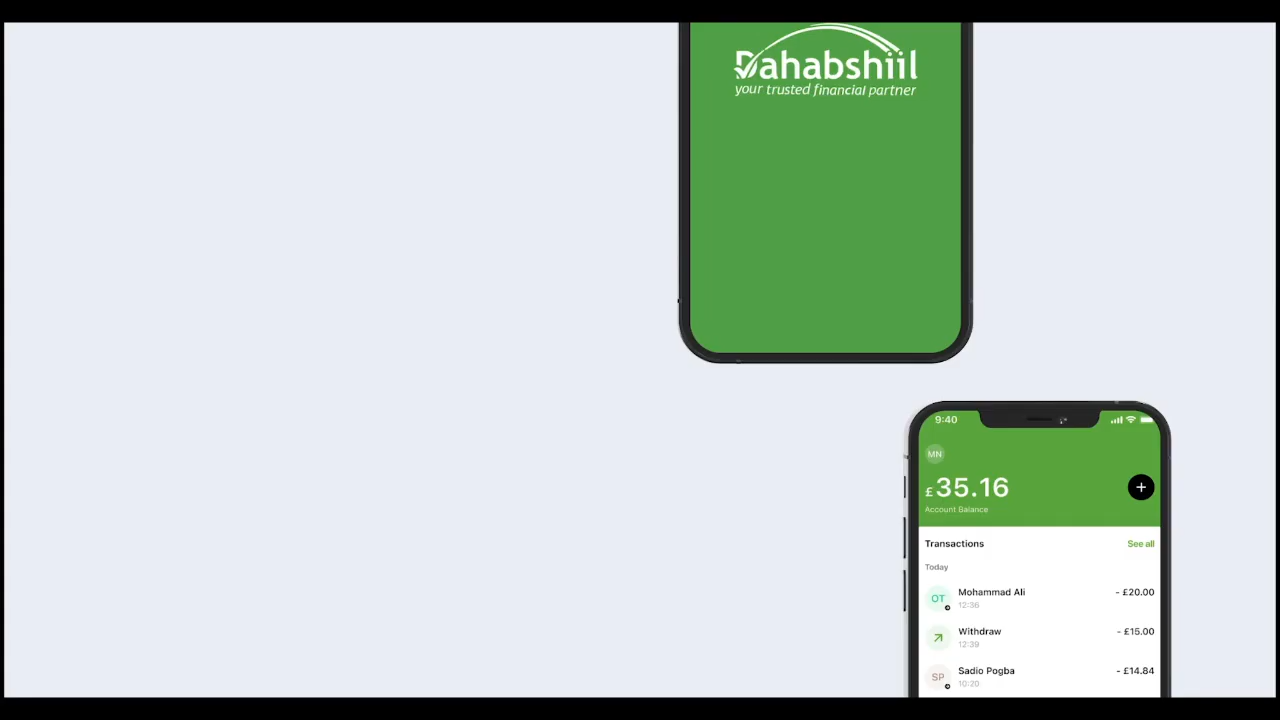 Dahabshiil
your trusted financial partner
9:40
MN
£35.16
Account Balance
Transactions See all
Today
OT Mohammad Ali - £20.00
12:36
Withdraw - £15.00
12:39
SP Sadio Pogba - £14.84
10:20